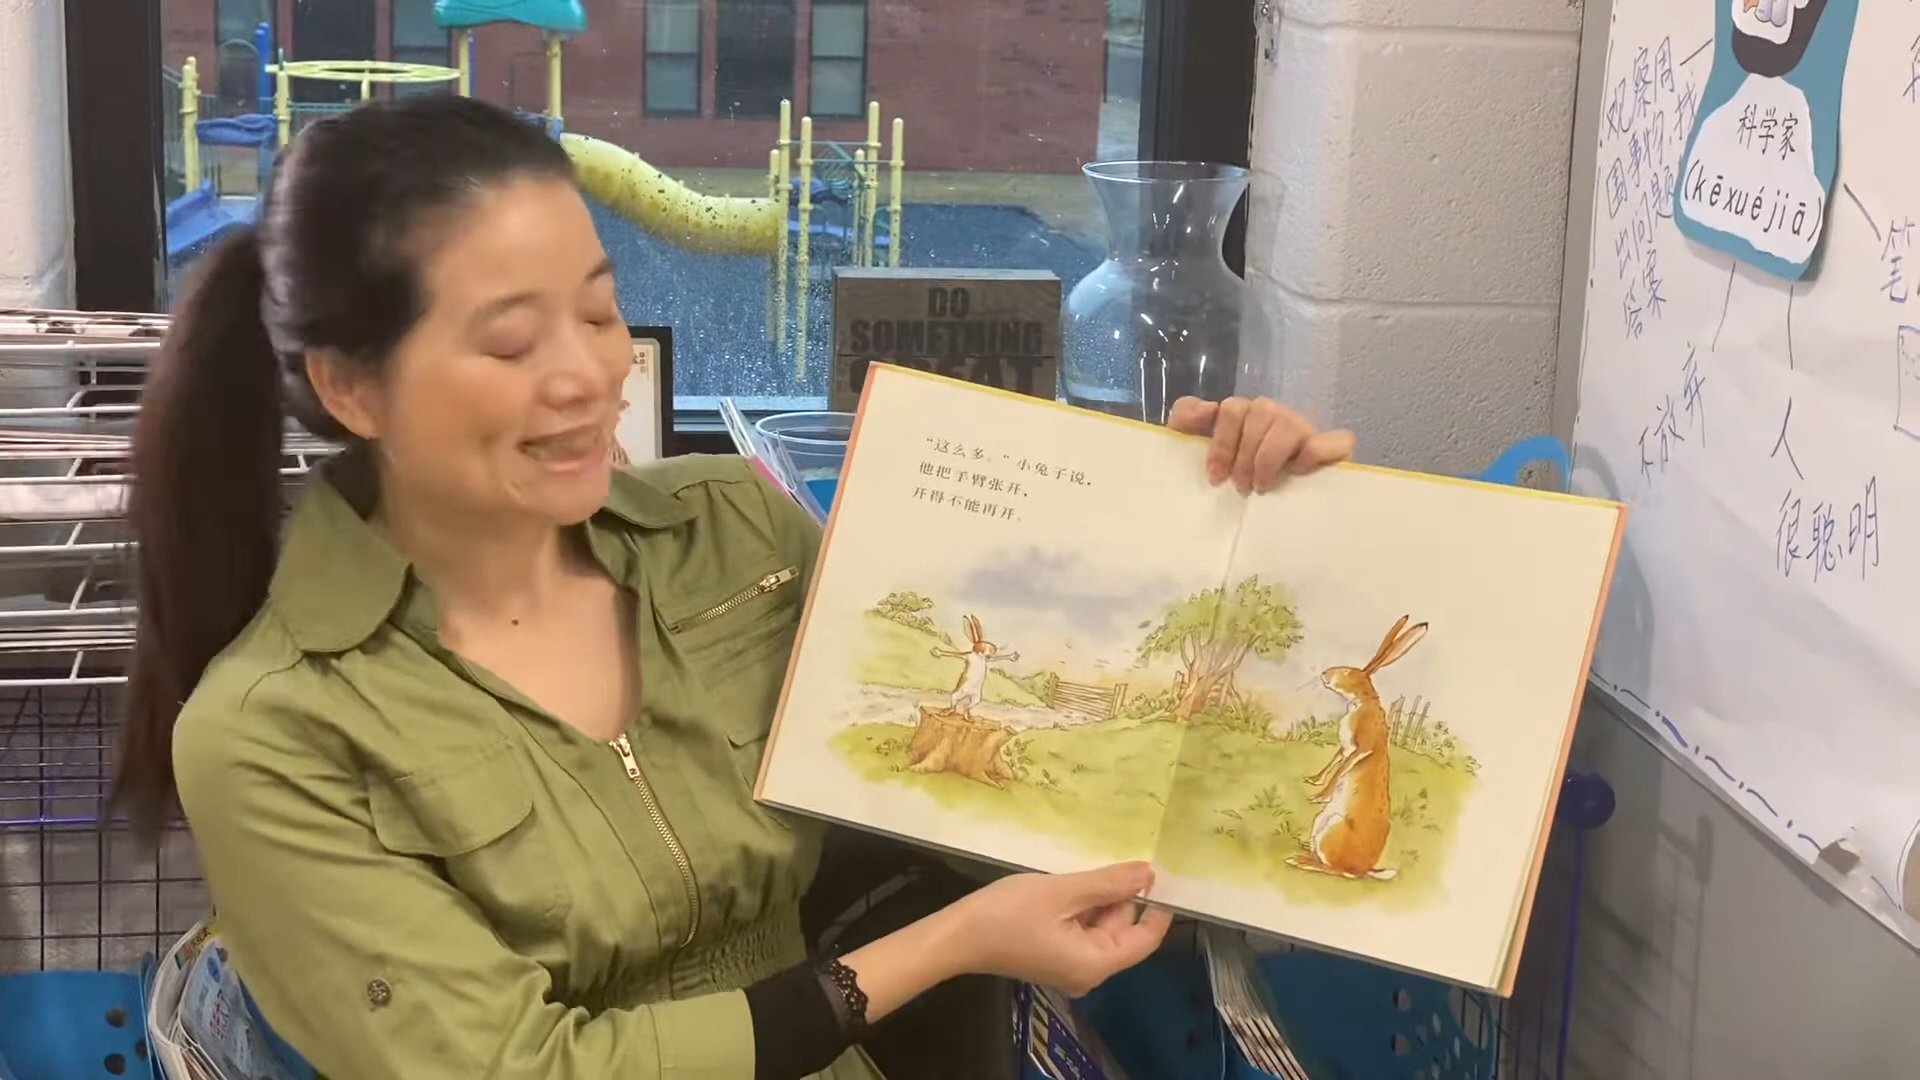 “这么多。”小兔子说，
他把手臂张开，
开得不能再开。
DO
SOMETHING
科学家
(kēxuéjiā)
观察周
围事物，找
出问题
答案
不放弃
人
很聪明
笔